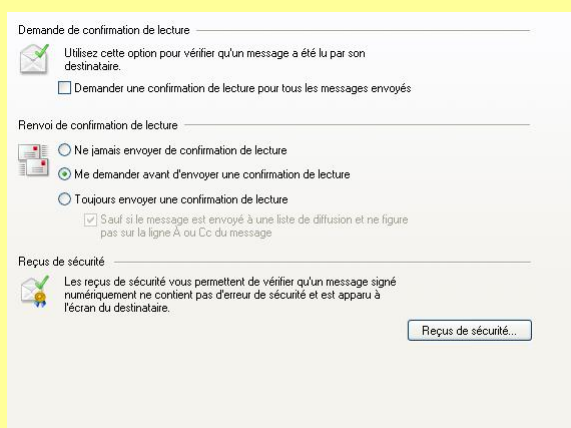 Demande de confirmation de lecture
Utilisez cette option pour vérifier qu'un message a été lu par son
destinataire.
Demander une confirmation de lecture pour tous les messages envoyés
Renvoi de confirmation de lecture
Ne jamais envoyer de confirmation de lecture
Me demander avant d'envoyer une confirmation de lecture
Toujours envoyer une confirmation de lecture
Sauf si le message est envoyé à une liste de diffusion et ne figure
pas sur la ligne À ou Cc du message
Reçus de sécurité
Les reçus de sécurité vous permettent de vérifier qu'un message signé
numériquement ne contient pas d'erreur de sécurité et est apparu à
l'écran du destinataire.
Reçus de sécurité...